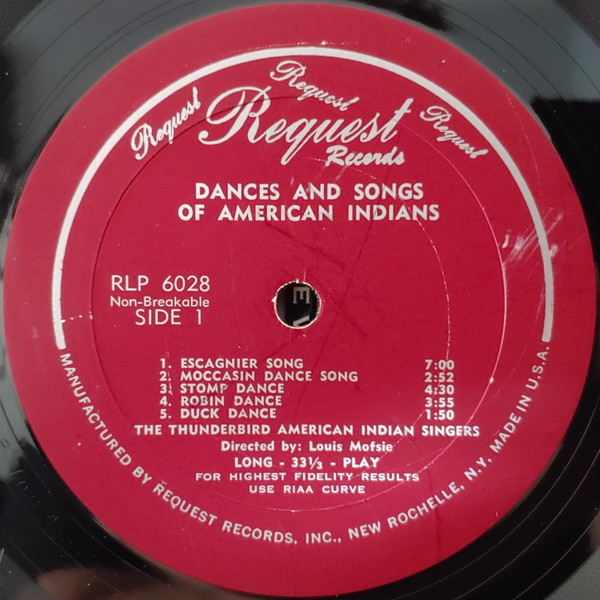 Request
Request
Request
Request
Records
DANCES AND SONGS
OF AMERICAN INDIANS
RLP 6028
Non-Breakable
SIDE 1
1. ESCAGNIER SONG 7:00
2. MOCCASIN DANCE SONG 2:52
3. STOMP DANCE 4:30
4. ROBIN DANCE 3:55
5. DUCK DANCE 1:50
THE THUNDERBIRD AMERICAN INDIAN SINGERS
Directed by: Louis Mofsie
LONG - 33⅓ - PLAY
FOR HIGHEST FIDELITY RESULTS
USE RIAA CURVE
MANUFACTURED BY REQUEST RECORDS, INC., NEW ROCHELLE, N.Y. MADE IN U.S.A.